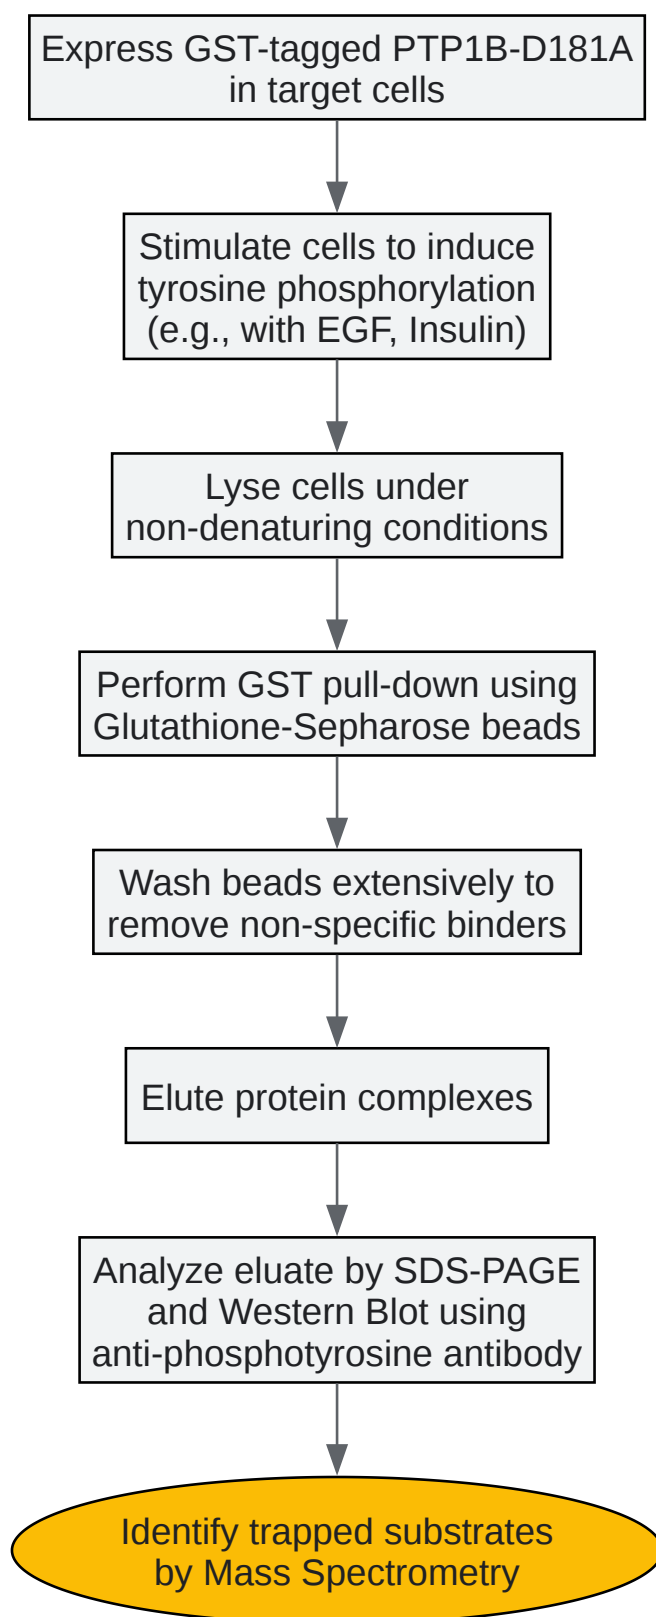 Express GST-tagged PTP1B-D181A
in target cells
Stimulate cells to induce
tyrosine phosphorylation
(e.g., with EGF, Insulin)
Lyse cells under
non-denaturing conditions
Perform GST pull-down using
Glutathione-Sepharose beads
Wash beads extensively to
remove non-specific binders
Elute protein complexes
Analyze eluate by SDS-PAGE
and Western Blot using
anti-phosphotyrosine antibody
Identify trapped substrates
by Mass Spectrometry